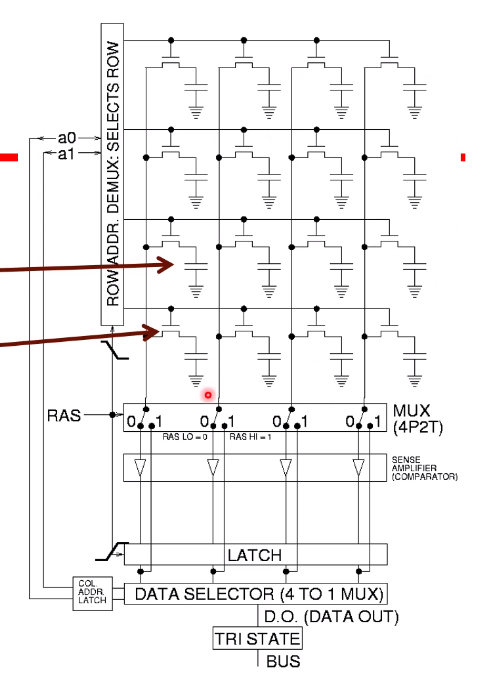 ROW ADDR. DEMUX: SELECTS ROW
a0
a1
RAS
0 1 0 1 0 1 0 1
MUX
(4P2T)
RAS LO = 0 RAS HI = 1
SENSE
AMPLIFIER
(COMPARATOR)
LATCH
COL.
ADDR.
LATCH
DATA SELECTOR (4 TO 1 MUX)
D.O. (DATA OUT)
TRI STATE
BUS